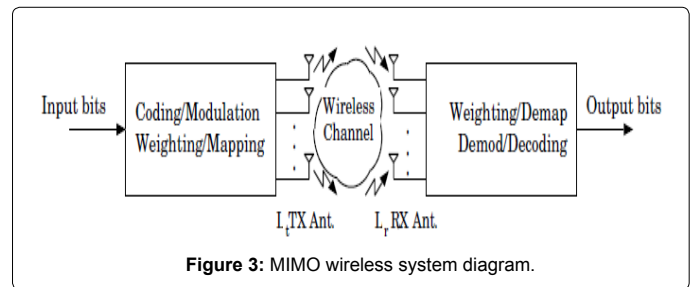 Input bits
Coding/Modulation
Weighting/Mapping
Wireless
Channel
Weighting/Demap
Demod/Decoding
Output bits
LtTX Ant.
LrRX Ant.
Figure 3: MIMO wireless system diagram.